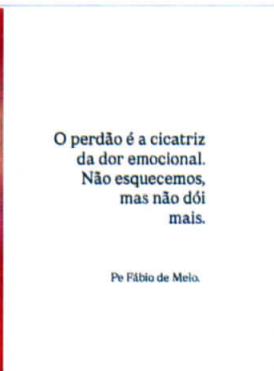 O perdão é a cicatriz
da dor emocional.
Não esquecemos,
mas não dói
mais.
Pe Fábio de Melo.